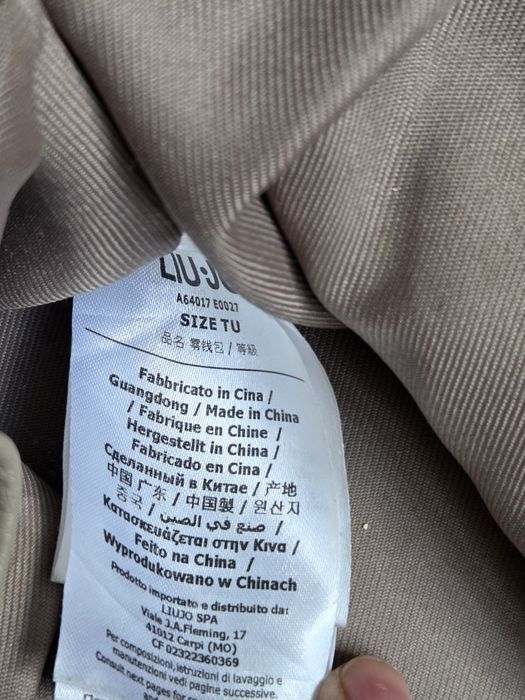 LIU·JO
A64017 E0027
SIZE TU
品名 零钱包 / 等級
Fabbricato in Cina /
Guangdong / Made in China
/ Fabrique en Chine /
Hergestellt in China /
Fabricado en Cina /
Сделанный в Китае / 产地
中国 广东 / 中国製 / 원산지
중국 / صنع في الصين /
Κατασκευάζεται στην Κινα /
Feito na China /
Wyprodukowano w Chinach
Prodotto importato e distribuito da:
LIUJO SPA
Viale J.A.Fleming, 17
41012 Carpi (MO)
CF 02322360369
Per composizioni,istruzioni di lavaggio e
manutenzioni vedi pagine successive.
Consult next pages for